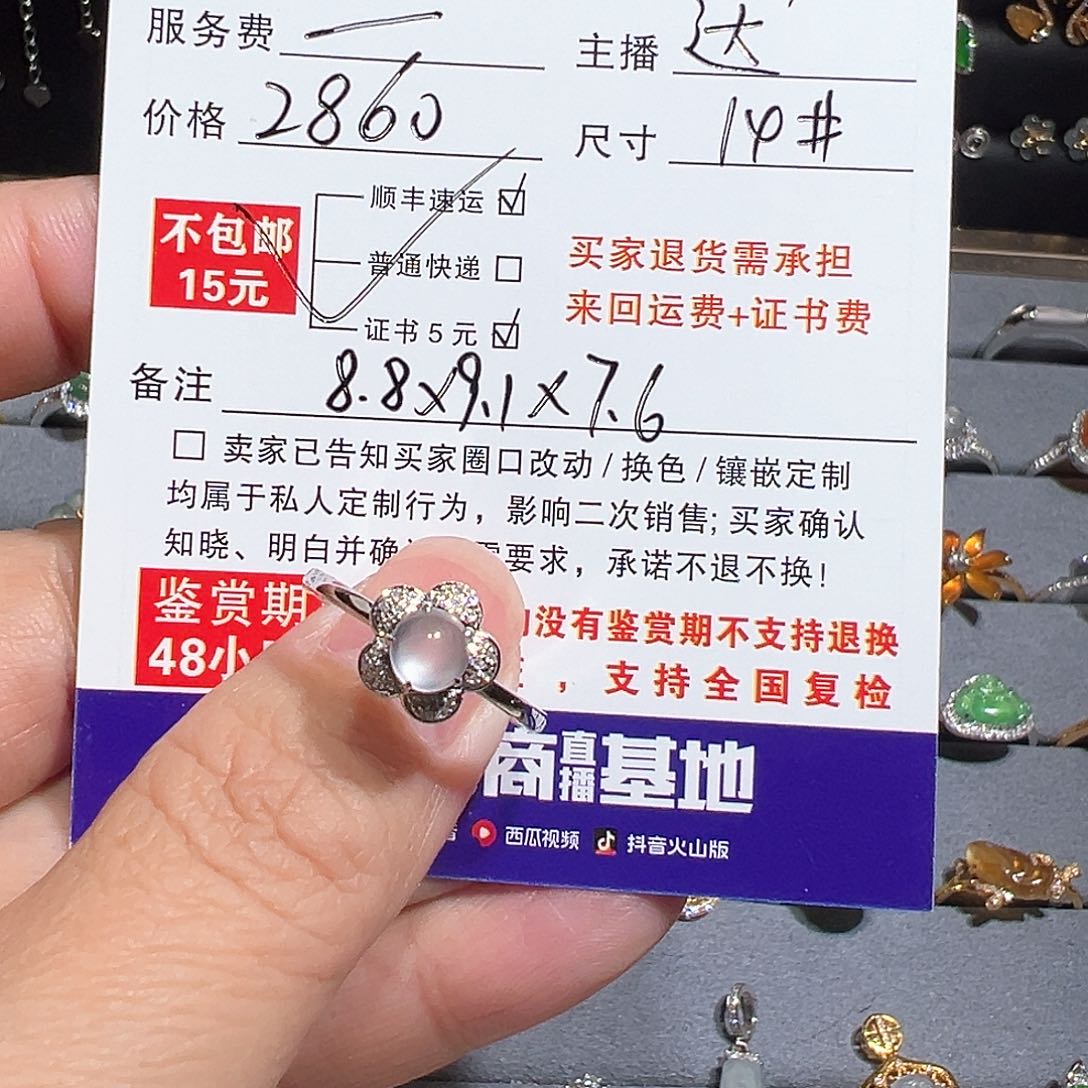 服务费 一 主播 达
价格 2860 尺寸 14#
顺丰速运 ☑
不包邮 普通快递 □ 买家退货需承担
15元 来回运费+证书费
证书5元 ☑
备注 8.8×9.1×7.6
□ 卖家已告知买家圈口改动/换色/镶嵌定制
均属于私人定制行为，影响二次销售;买家确认
知晓、明白并确 要求，承诺不退不换!
鉴赏期 没有鉴赏期不支持退换
48小 ，支持全国复检
商直播基地
西瓜视频 抖音火山版